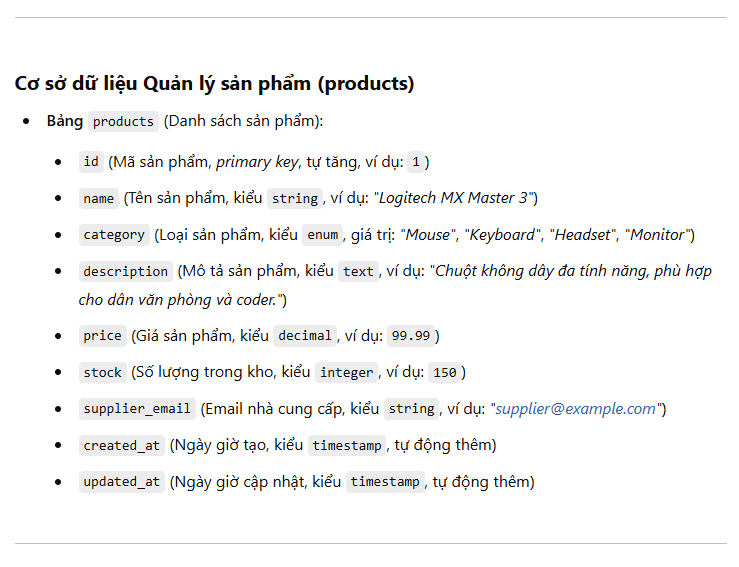 Cơ sở dữ liệu Quản lý sản phẩm (products)
Bảng products (Danh sách sản phẩm):
id (Mã sản phẩm, primary key, tự tăng, ví dụ: 1)
name (Tên sản phẩm, kiểu string, ví dụ: "Logitech MX Master 3")
category (Loại sản phẩm, kiểu enum, giá trị: "Mouse", "Keyboard", "Headset", "Monitor")
description (Mô tả sản phẩm, kiểu text, ví dụ: "Chuột không dây đa tính năng, phù hợp
cho dân văn phòng và coder.")
price (Giá sản phẩm, kiểu decimal, ví dụ: 99.99)
stock (Số lượng trong kho, kiểu integer, ví dụ: 150)
supplier_email (Email nhà cung cấp, kiểu string, ví dụ: "supplier@example.com")
created_at (Ngày giờ tạo, kiểu timestamp, tự động thêm)
updated_at (Ngày giờ cập nhật, kiểu timestamp, tự động thêm)